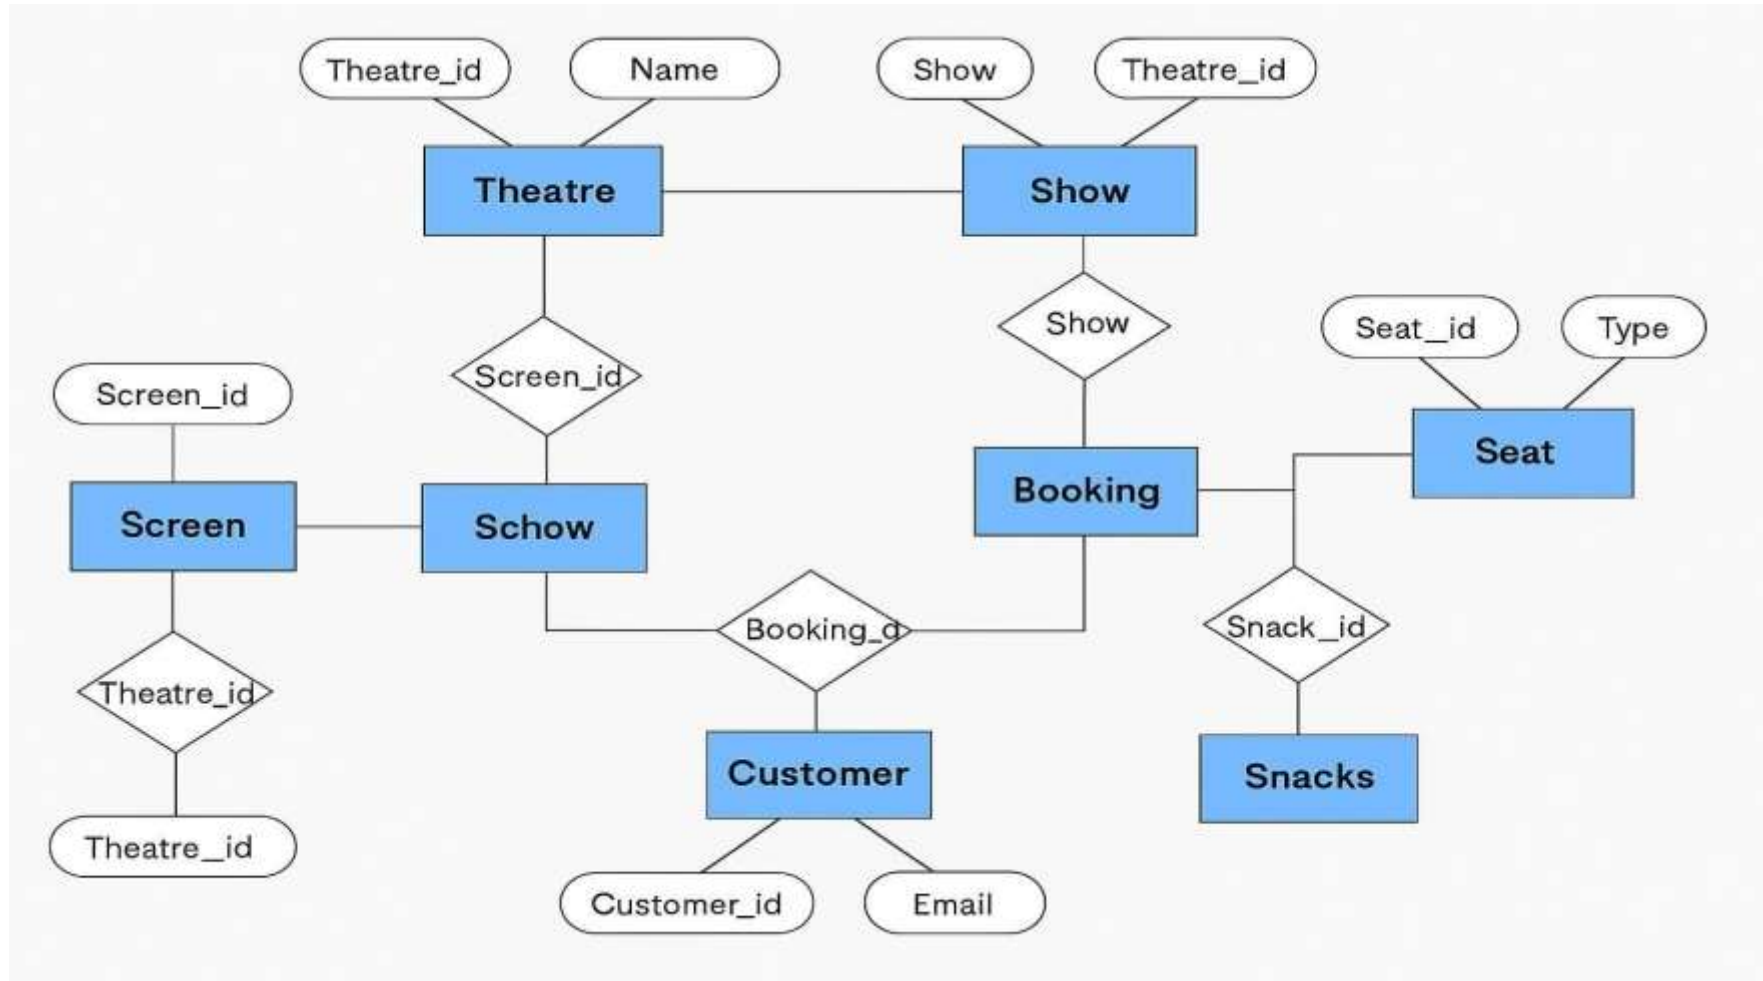 Theatre_id
Name
Show
Theatre_id
Theatre
Show
Show
Seat_id
Type
Screen_id
Screen_id
Seat
Booking
Screen
Schow
Booking_d
Snack_id
Theatre_id
Customer
Snacks
Theatre_id
Customer_id
Email